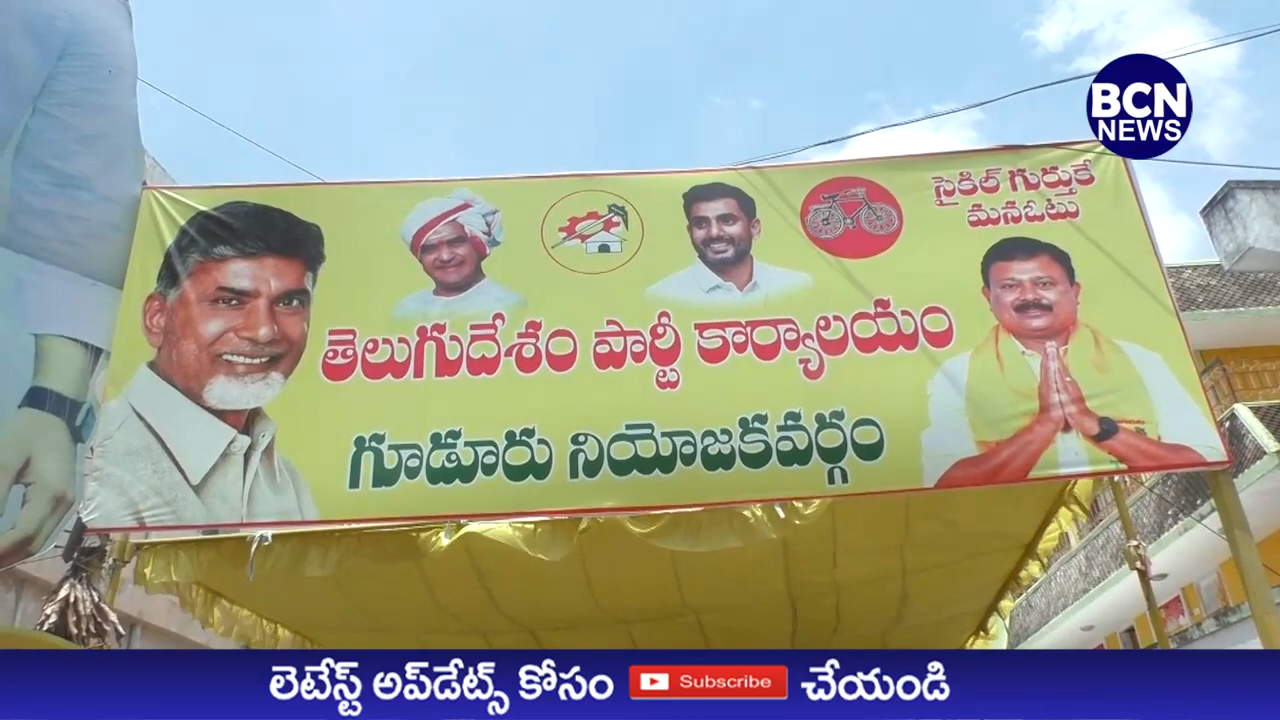 BCN
NEWS
సైకిల్ గుర్తుకే
మనఓటు
తెలుగుదేశం పార్టీ కార్యాలయం
గూడూరు నియోజకవర్గం
లెటేస్ట్ అప్‌డేట్స్ కోసం Subscribe చేయండి